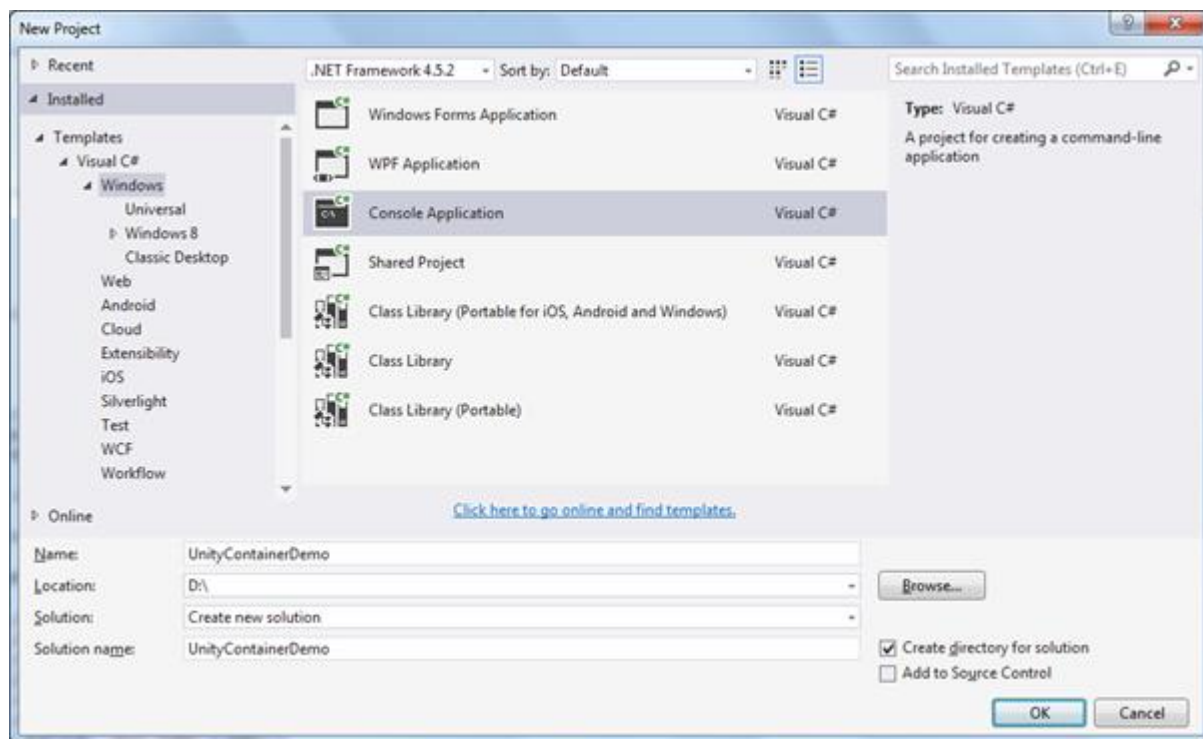 New Project
Recent
.NET Framework 4.5.2
Sort by: Default
Search Installed Templates (Ctrl+E)
Installed
Templates
Visual C#
Windows
Universal
Windows 8
Classic Desktop
Web
Android
Cloud
Extensibility
iOS
Silverlight
Test
WCF
Workflow
Online
Windows Forms Application Visual C#
WPF Application Visual C#
Console Application Visual C#
Shared Project Visual C#
Class Library (Portable for iOS, Android and Windows) Visual C#
Class Library Visual C#
Class Library (Portable) Visual C#
Click here to go online and find templates.
Type: Visual C#
A project for creating a command-line
application
Name: UnityContainerDemo
Location: D:\
Browse...
Solution: Create new solution
Solution name: UnityContainerDemo
Create directory for solution
Add to Source Control
OK
Cancel